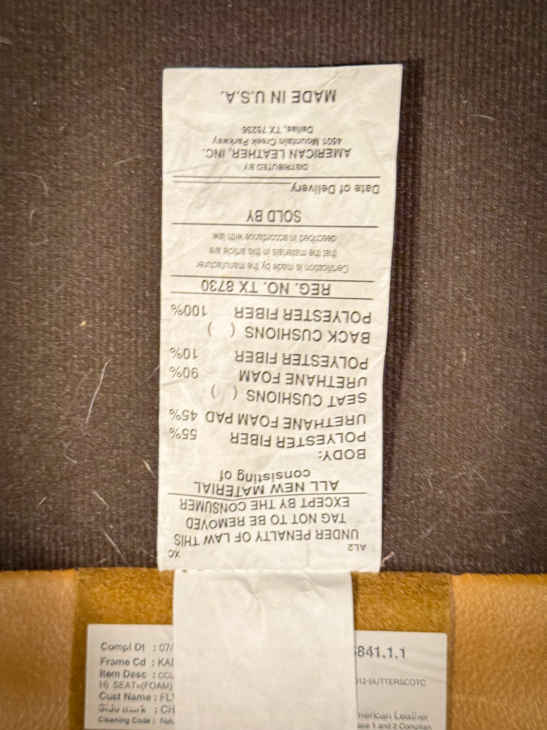 AL2 XC
UNDER PENALTY OF LAW THIS
TAG NOT TO BE REMOVED
EXCEPT BY THE CONSUMER
ALL NEW MATERIAL
consisting of
BODY:
POLYESTER FIBER 55%
URETHANE FOAM PAD 45%
SEAT CUSHIONS ( )
URETHANE FOAM 90%
POLYESTER FIBER 10%
BACK CUSHIONS ( )
POLYESTER FIBER 100%
REG. NO. TX 8730
Certification is made by the manufacturer
that the materials in this article are
described in accordance with law
SOLD BY
Date of Delivery
DISTRIBUTED BY
AMERICAN LEATHER, INC.
4501 Mountain Creek Parkway
Dallas, TX 75236
MADE IN U.S.A.
Compl Dt : 07/
Frame Cd : KAI
Item Desc :
SEAT=(FOAM)
Cust Name : FL
Cleaning Code :
841.1.1